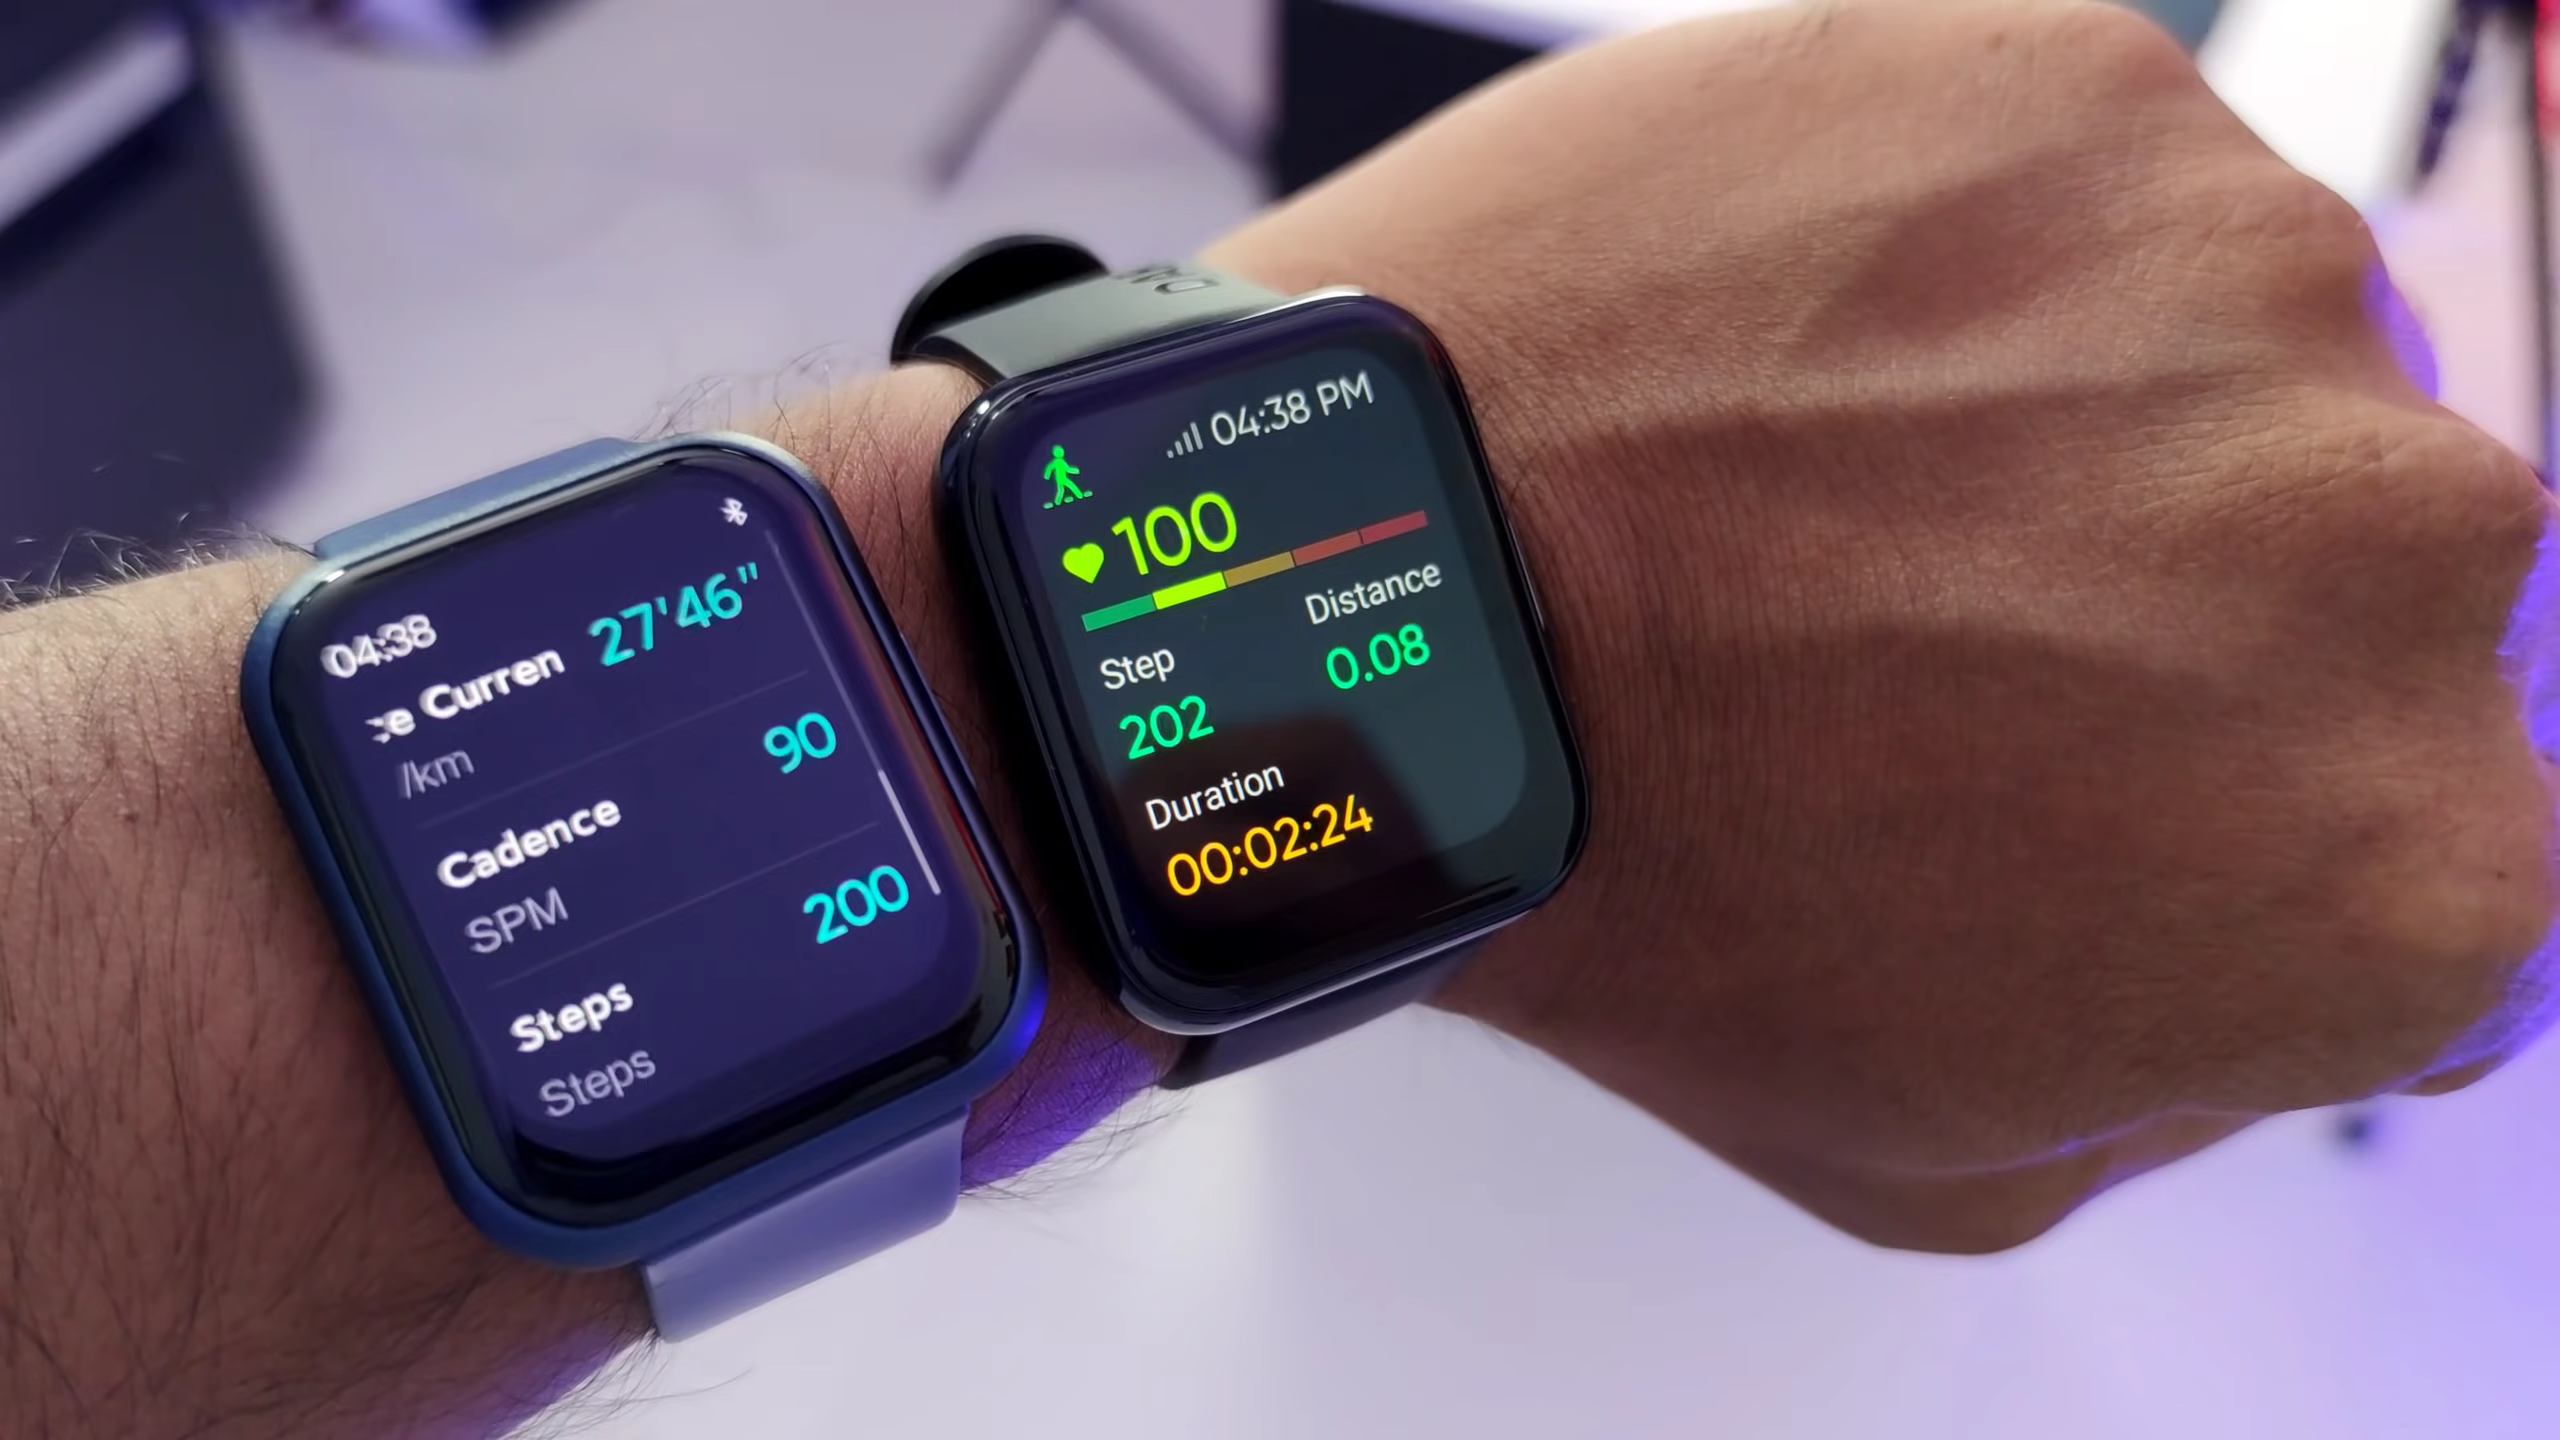 04:38
e Curren 27'46"
/km
90
Cadence
SPM
200
Steps
Steps
04:38 PM
100
Distance
Step
0.08
202
Duration
00:02:24